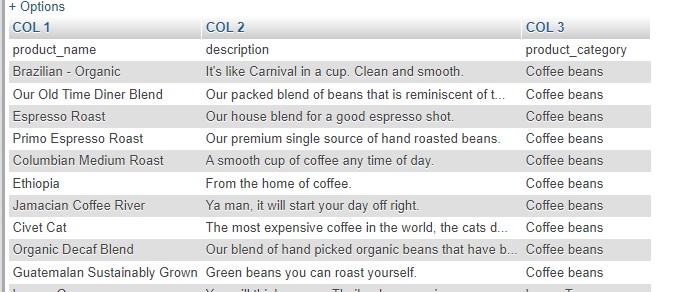 + Options
COL 1 COL 2 COL 3
product_name description product_category
Brazilian - Organic It's like Carnival in a cup. Clean and smooth. Coffee beans
Our Old Time Diner Blend Our packed blend of beans that is reminiscent of t... Coffee beans
Espresso Roast Our house blend for a good espresso shot. Coffee beans
Primo Espresso Roast Our premium single source of hand roasted beans. Coffee beans
Columbian Medium Roast A smooth cup of coffee any time of day. Coffee beans
Ethiopia From the home of coffee. Coffee beans
Jamacian Coffee River Ya man, it will start your day off right. Coffee beans
Civet Cat The most expensive coffee in the world, the cats d... Coffee beans
Organic Decaf Blend Our blend of hand picked organic beans that have b... Coffee beans
Guatemalan Sustainably Grown Green beans you can roast yourself. Coffee beans